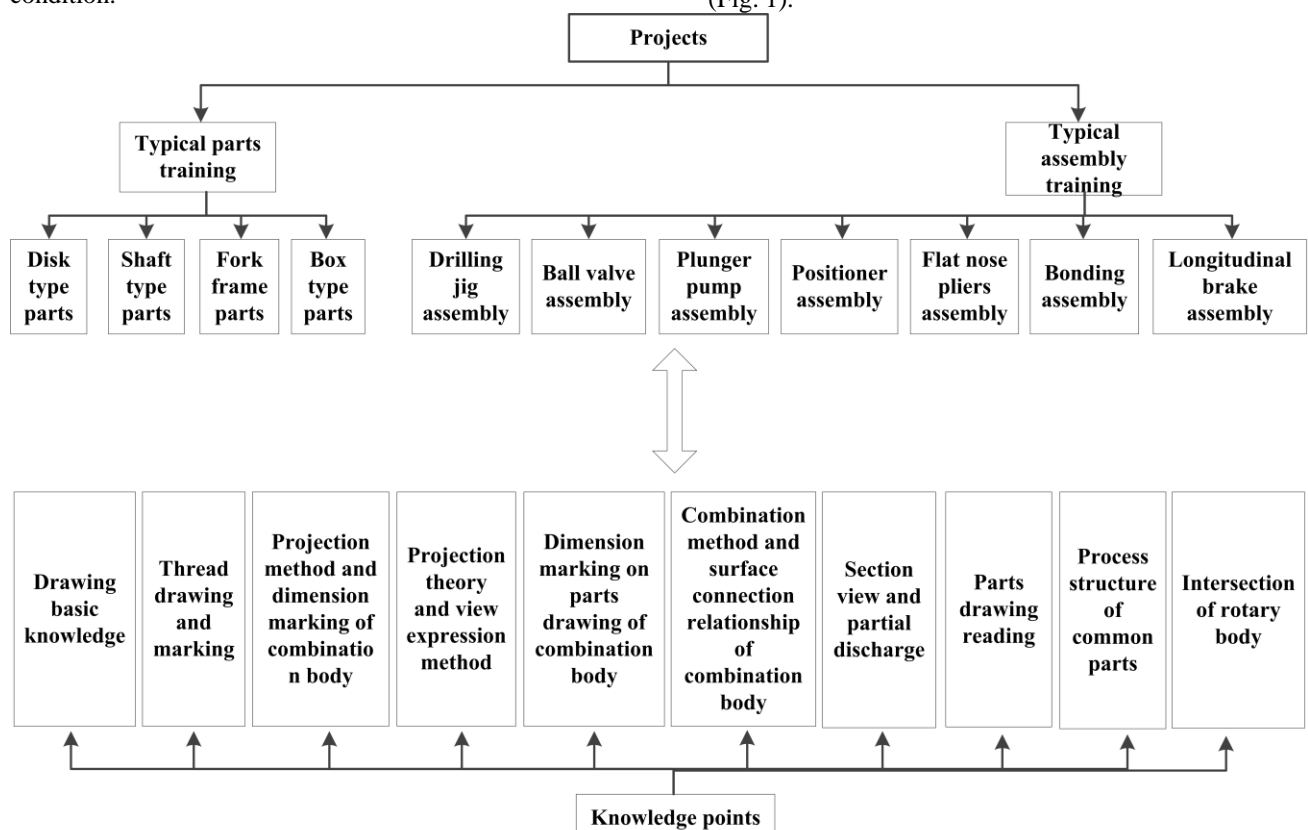 condition.
(Fig. 1).
Projects
Typical parts
training
Typical
assembly
training
Disk
type
parts
Shaft
type
parts
Fork
frame
parts
Box
type
parts
Drilling
jig
assembly
Ball valve
assembly
Plunger
pump
assembly
Positioner
assembly
Flat nose
pliers
assembly
Bonding
assembly
Longitudinal
brake
assembly
Drawing
basic
knowledge
Thread
drawing
and
marking
Projection
method and
dimension
marking of
combinatio
n body
Projection
theory
and view
expression
method
Dimension
marking on
parts
drawing of
combination
body
Combination
method and
surface
connection
relationship
of
combination
body
Section
view and
partial
discharge
Parts
drawing
reading
Process
structure
of
common
parts
Intersection
of rotary
body
Knowledge points